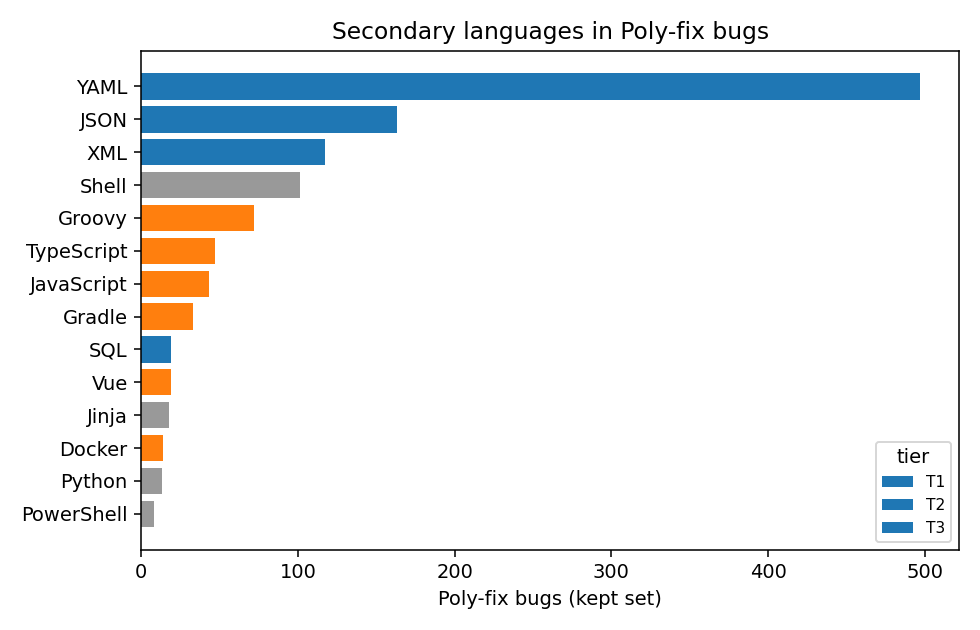 Secondary languages in Poly-fix bugs
YAML
JSON
XML
Shell
Groovy
TypeScript
JavaScript
Gradle
SQL
Vue
Jinja
Docker
Python
PowerShell
tier
T1
T2
T3
0 100 200 300 400 500
Poly-fix bugs (kept set)